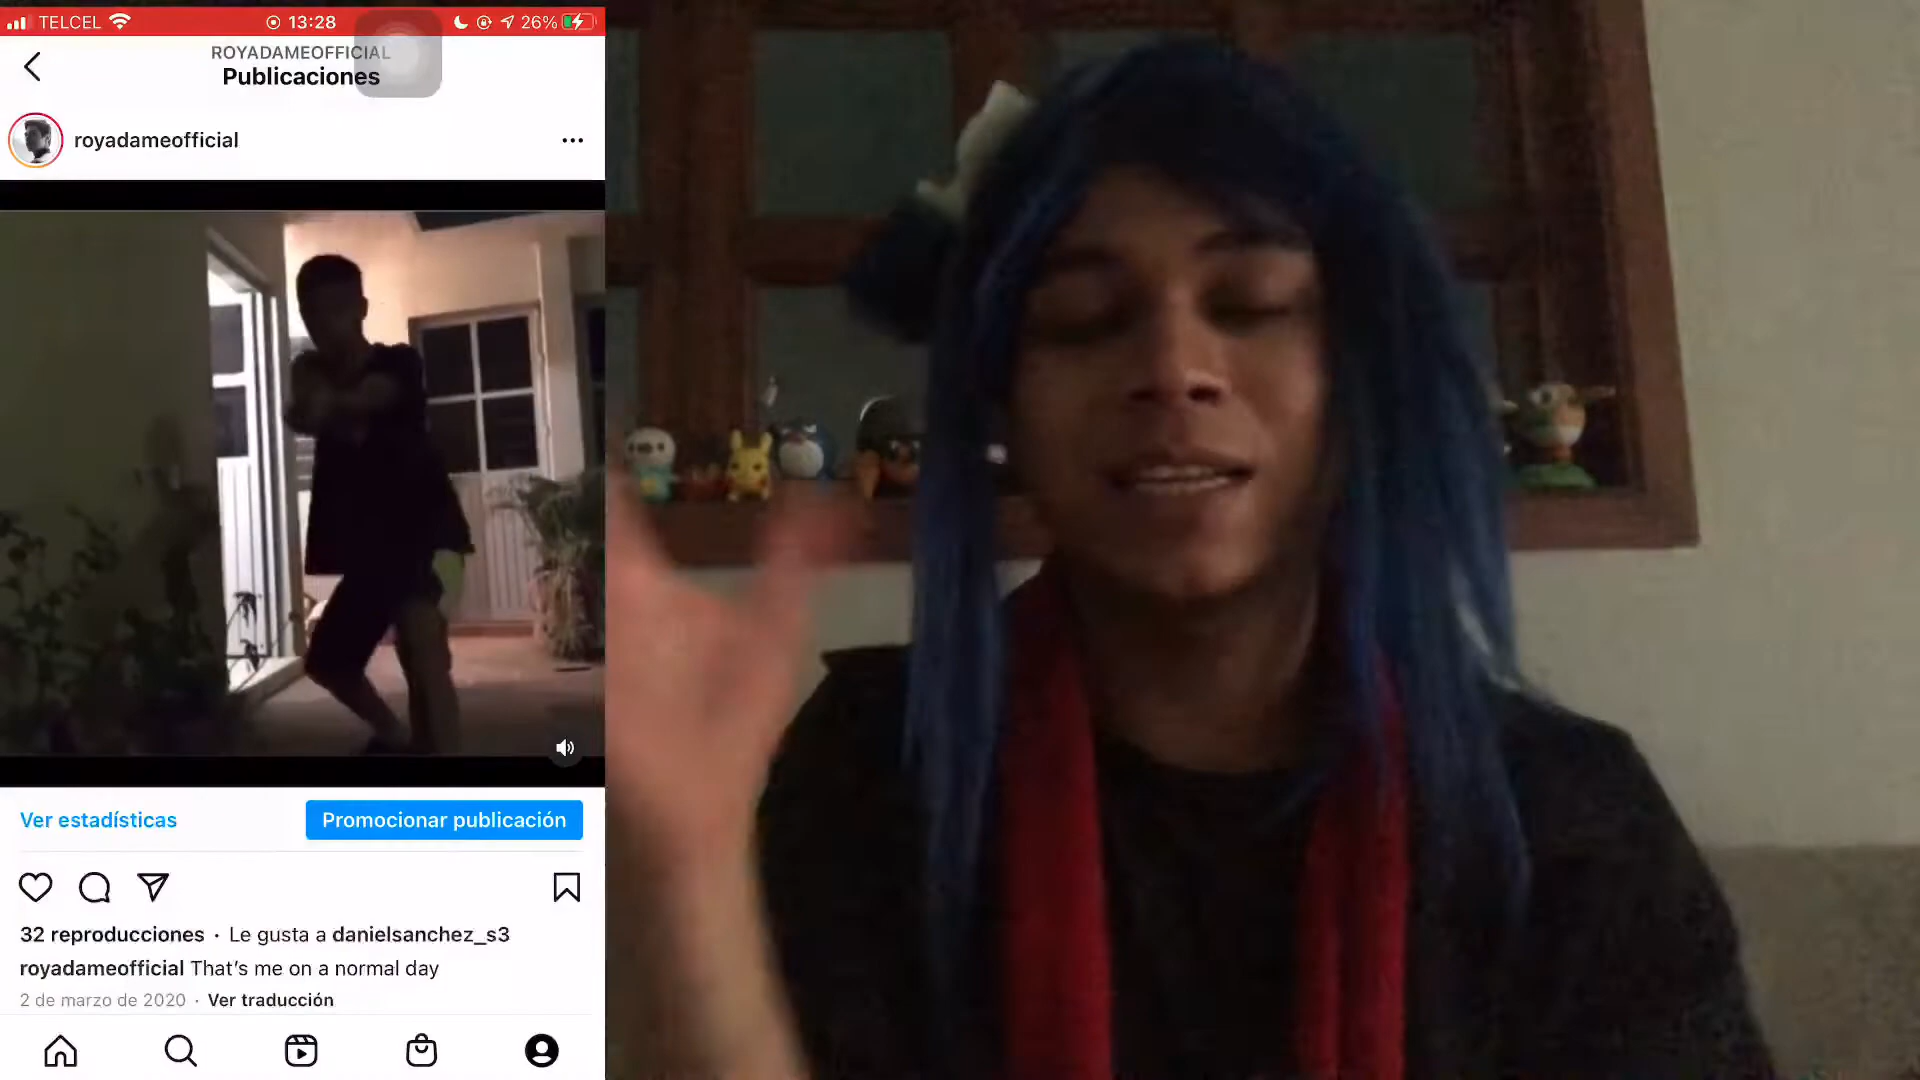 TELCEL 13:28 26%
ROYADAMEOFFICIAL
Publicaciones
royadameofficial
Ver estadísticas Promocionar publicación
32 reproducciones · Le gusta a danielsanchez_s3
royadameofficial That's me on a normal day
2 de marzo de 2020 · Ver traducción